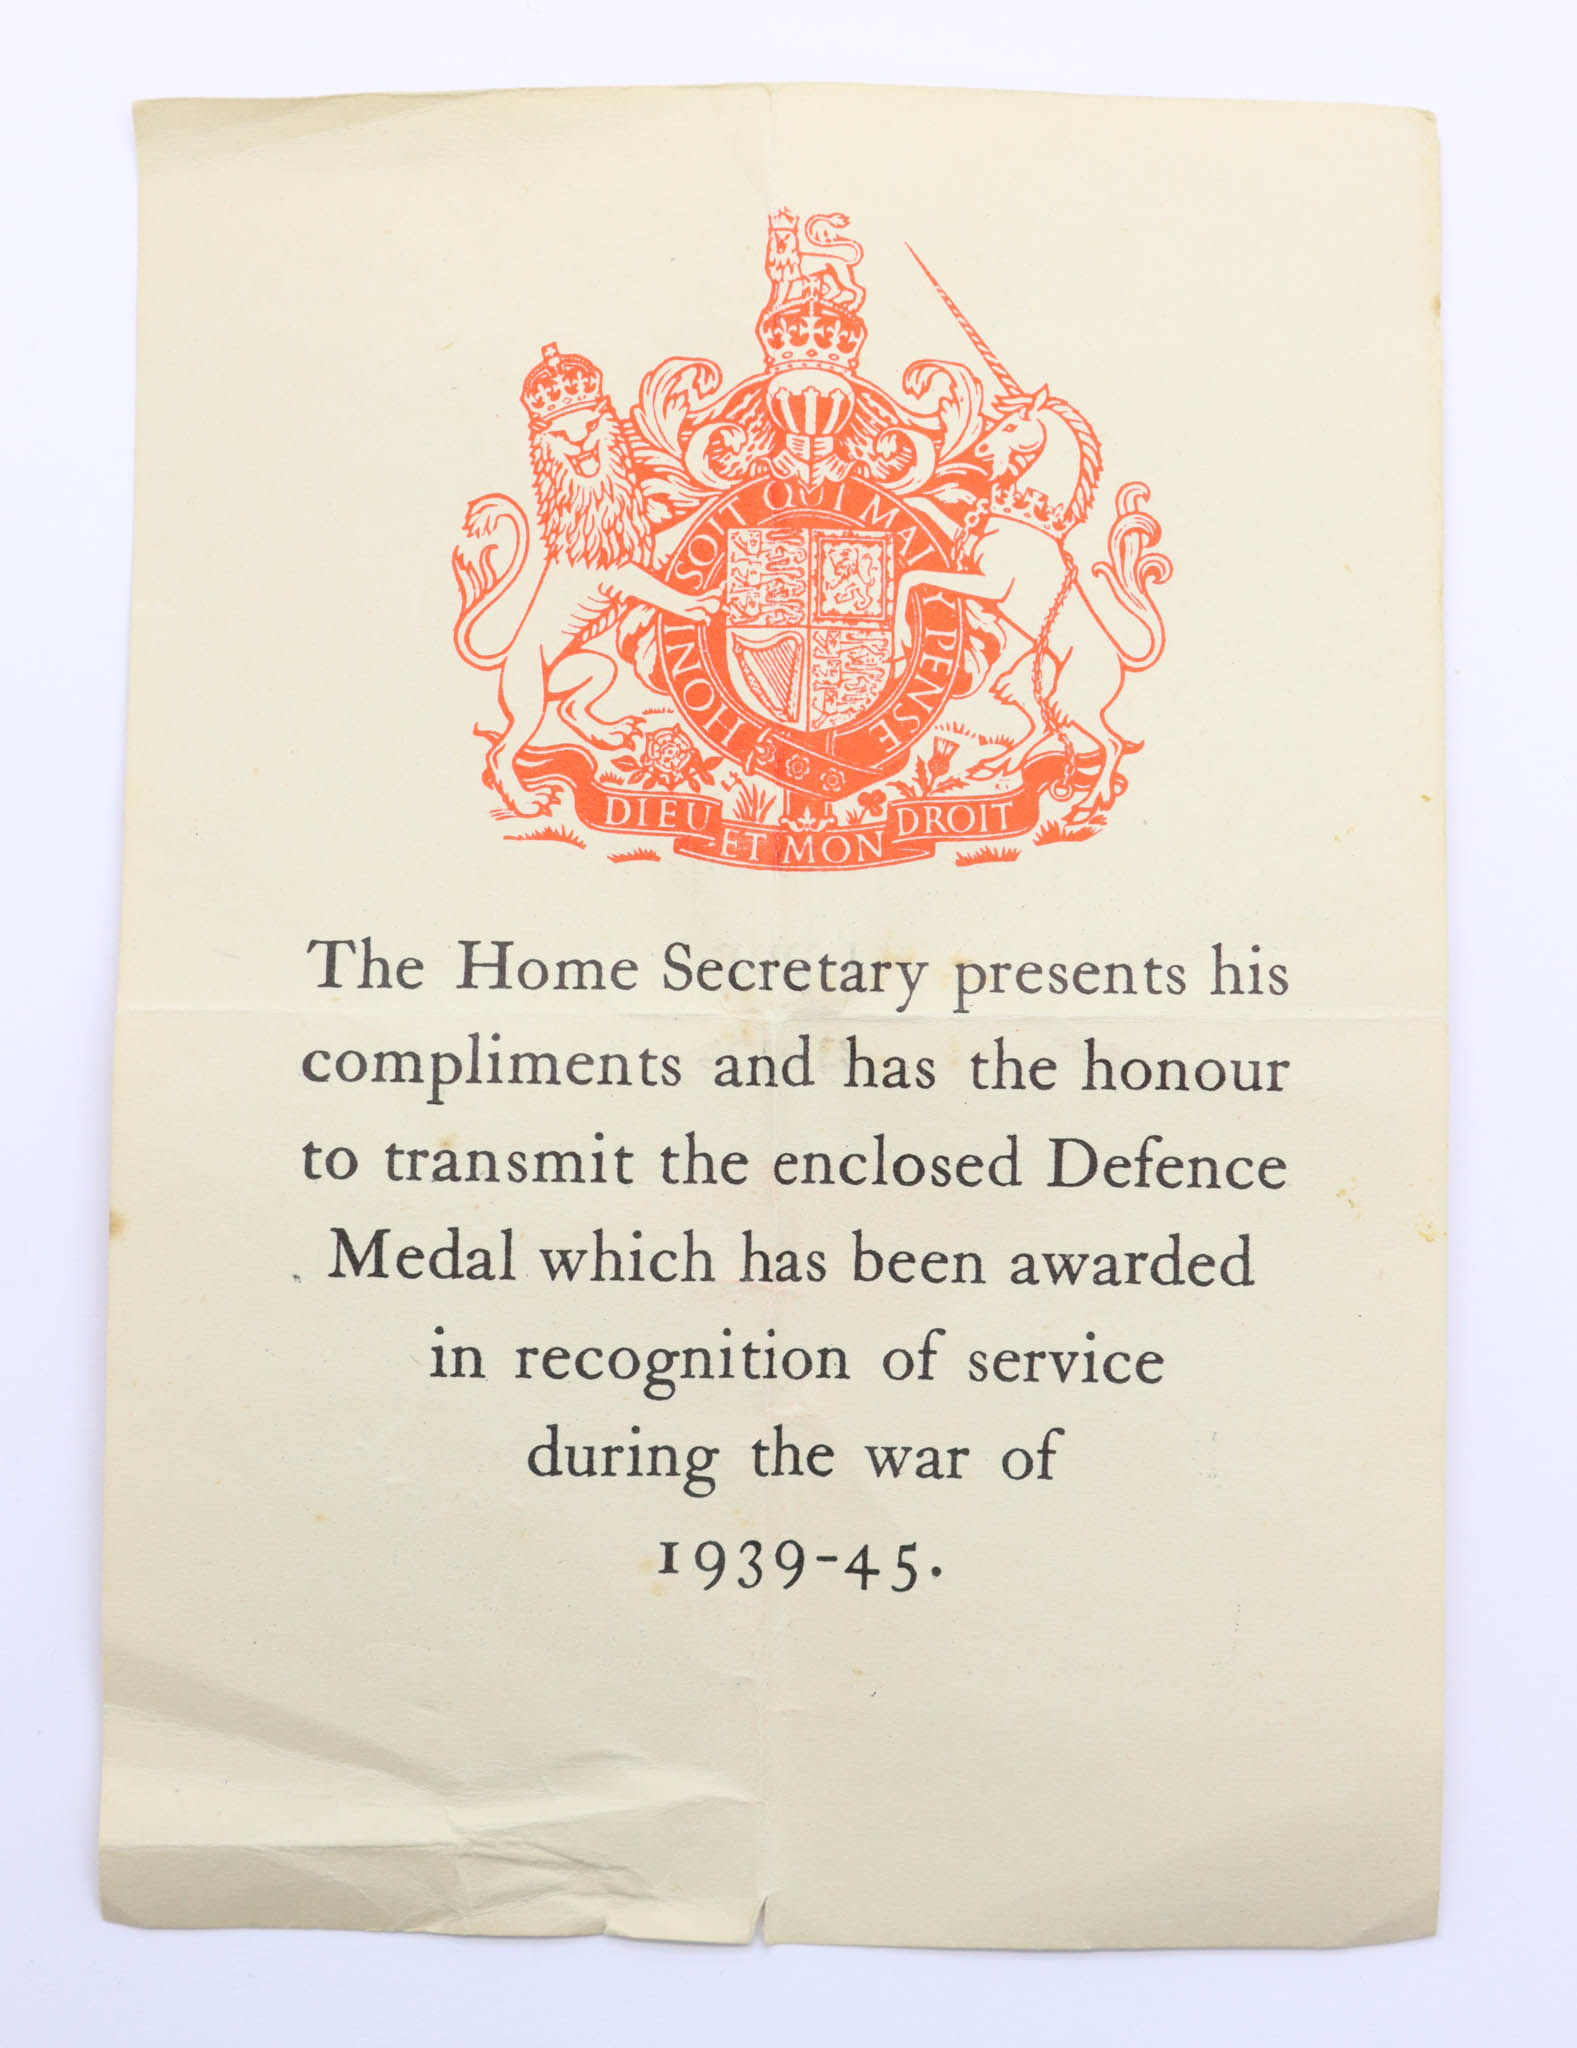 HONI SOIT QUI MAL Y PENSE
DIEU ET MON DROIT
The Home Secretary presents his
compliments and has the honour
to transmit the enclosed Defence
Medal which has been awarded
in recognition of service
during the war of
1939-45.